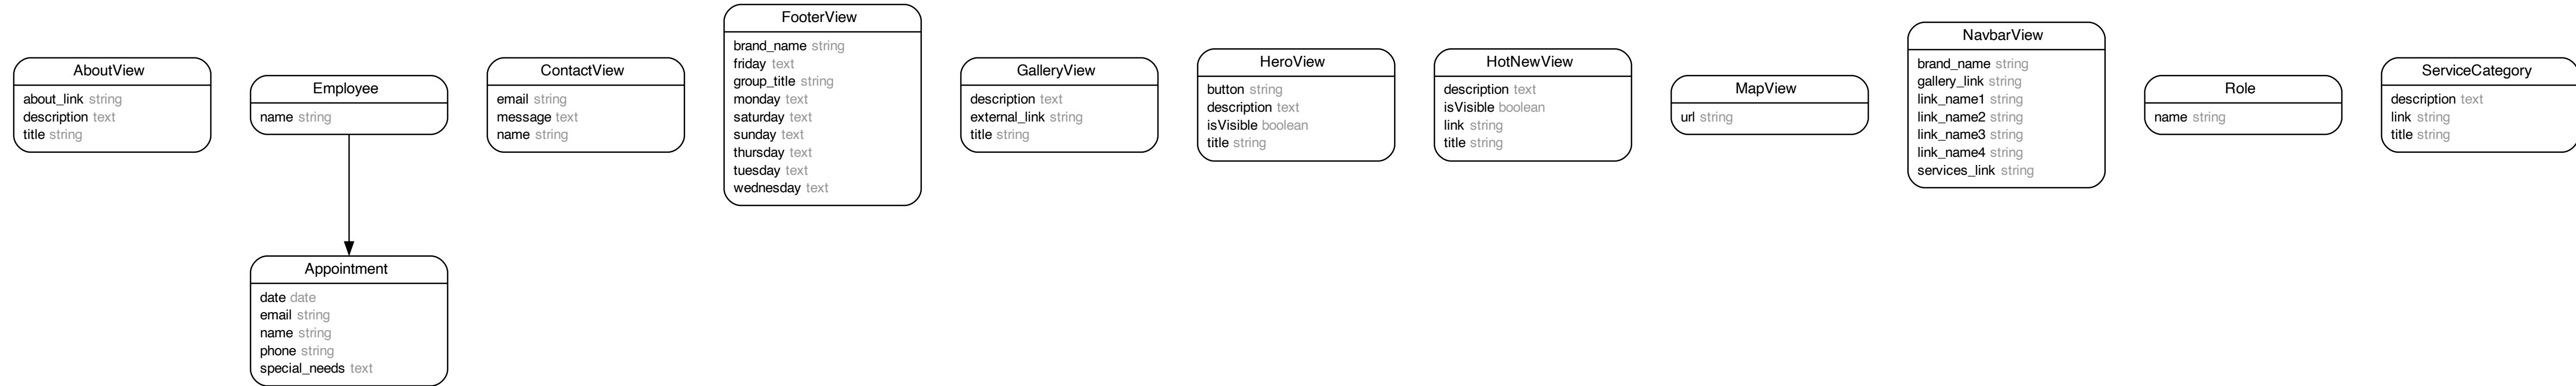 AboutView
about_link string
description text
title string
Employee
name string
Appointment
date date
email string
name string
phone string
special_needs text
ContactView
email string
message text
name string
FooterView
brand_name string
friday text
group_title string
monday text
saturday text
sunday text
thursday text
tuesday text
wednesday text
GalleryView
description text
external_link string
title string
HeroView
button string
description text
isVisible boolean
title string
HotNewView
description text
isVisible boolean
link string
title string
MapView
url string
NavbarView
brand_name string
gallery_link string
link_name1 string
link_name2 string
link_name3 string
link_name4 string
services_link string
Role
name string
ServiceCategory
description text
link string
title string